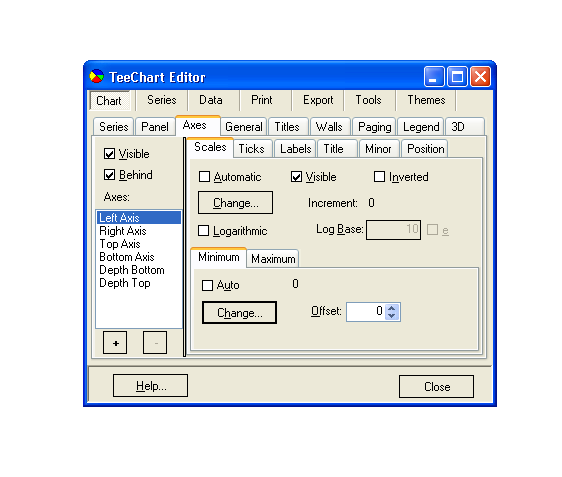 TeeChart Editor
Chart Series Data Print Export Tools Themes
Series Panel Axes General Titles Walls Paging Legend 3D
Visible
Behind
Axes:
Left Axis
Right Axis
Top Axis
Bottom Axis
Depth Bottom
Depth Top
+ -
Scales Ticks Labels Title Minor Position
Automatic Visible Inverted
Change... Increment: 0
Logarithmic Log Base: 10 e
Minimum Maximum
Auto 0
Change... Offset: 0
Help... Close